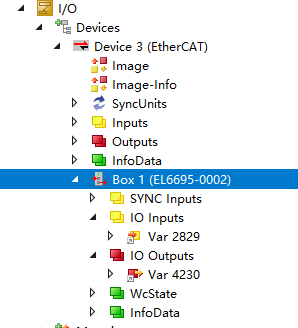 I/O
Devices
Device 3 (EtherCAT)
Image
Image-Info
SyncUnits
Inputs
Outputs
InfoData
Box 1 (EL6695-0002)
SYNC Inputs
IO Inputs
Var 2829
IO Outputs
Var 4230
WcState
InfoData